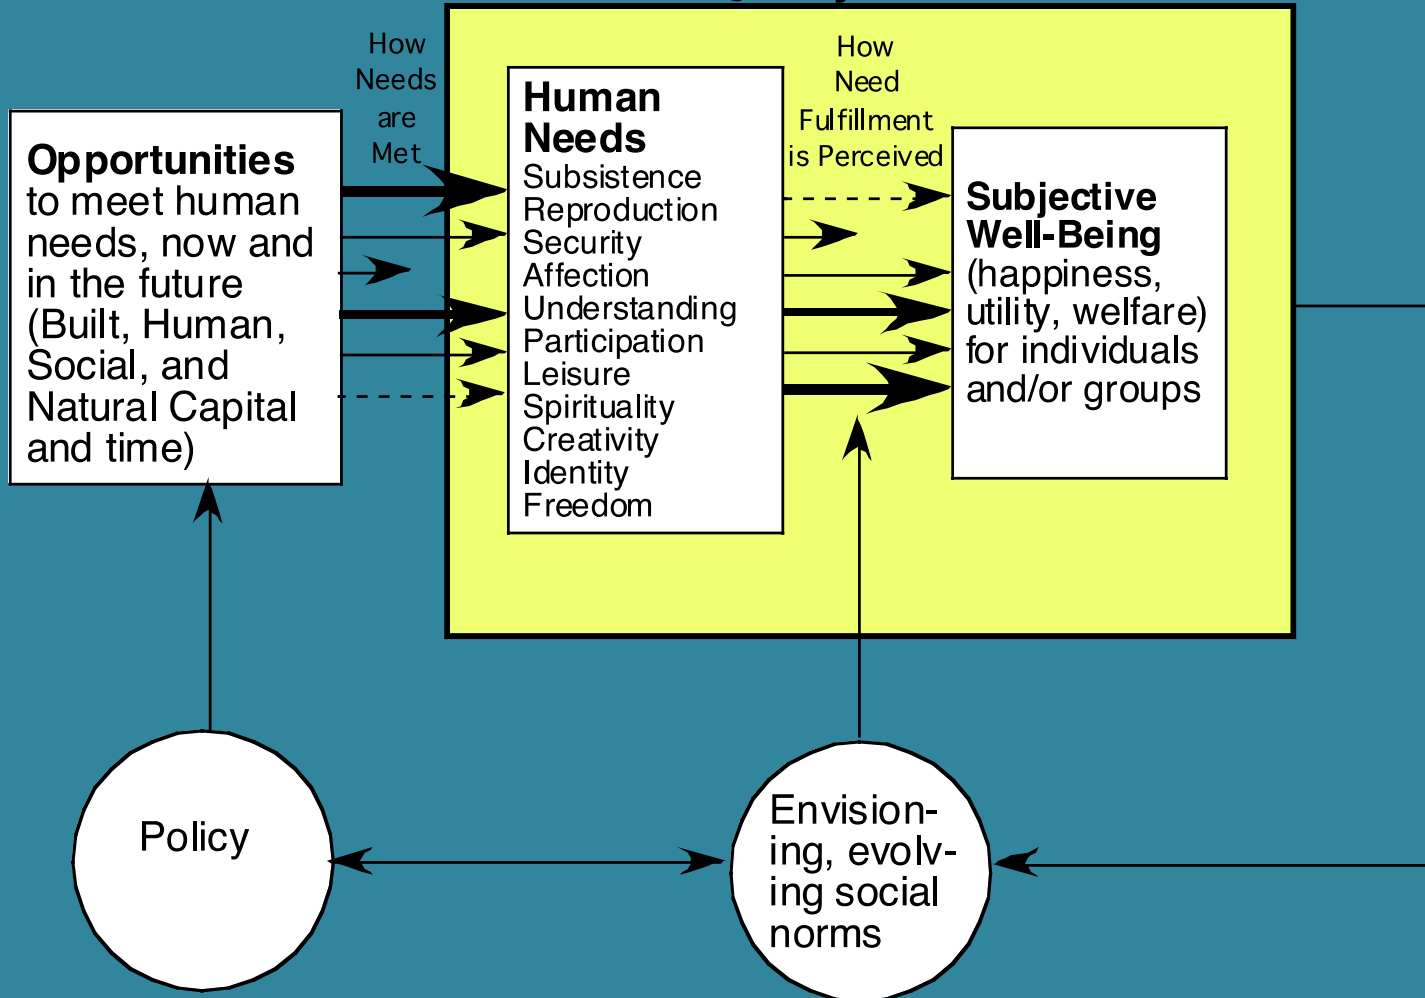 How
Needs
are
Met
How
Need
Fulfillment
is Perceived
Opportunities
to meet human
needs, now and
in the future
(Built, Human,
Social, and
Natural Capital
and time)
Human
Needs
Subsistence
Reproduction
Security
Affection
Understanding
Participation
Leisure
Spirituality
Creativity
Identity
Freedom
Subjective
Well-Being
(happiness,
utility, welfare)
for individuals
and/or groups
Policy
Envision-
ing, evolv-
ing social
norms